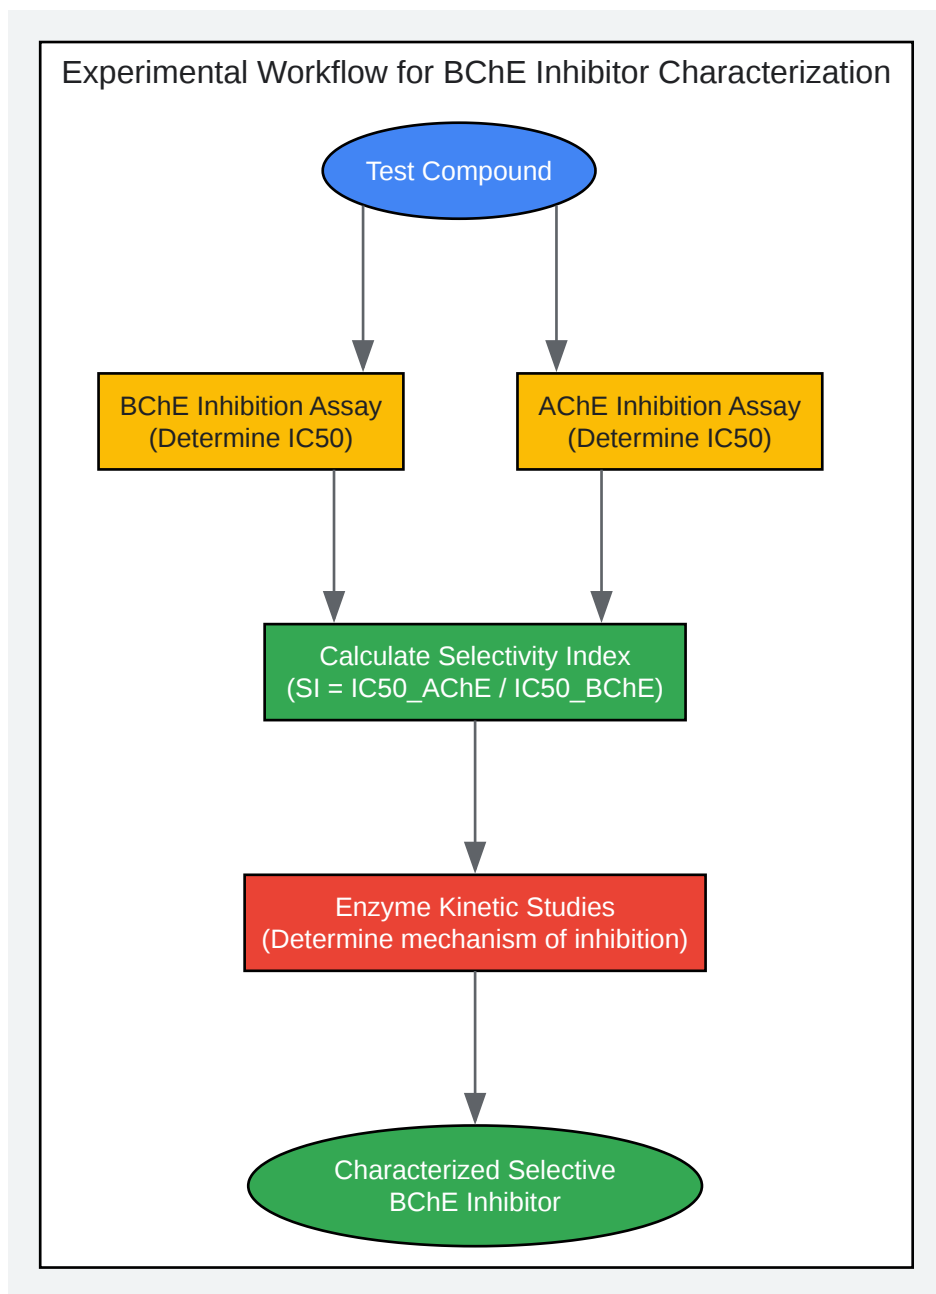 Experimental Workflow for BChE Inhibitor Characterization
Test Compound
BChE Inhibition Assay
(Determine IC50)
AChE Inhibition Assay
(Determine IC50)
Calculate Selectivity Index
(SI = IC50_AChE / IC50_BChE)
Enzyme Kinetic Studies
(Determine mechanism of inhibition)
Characterized Selective
BChE Inhibitor